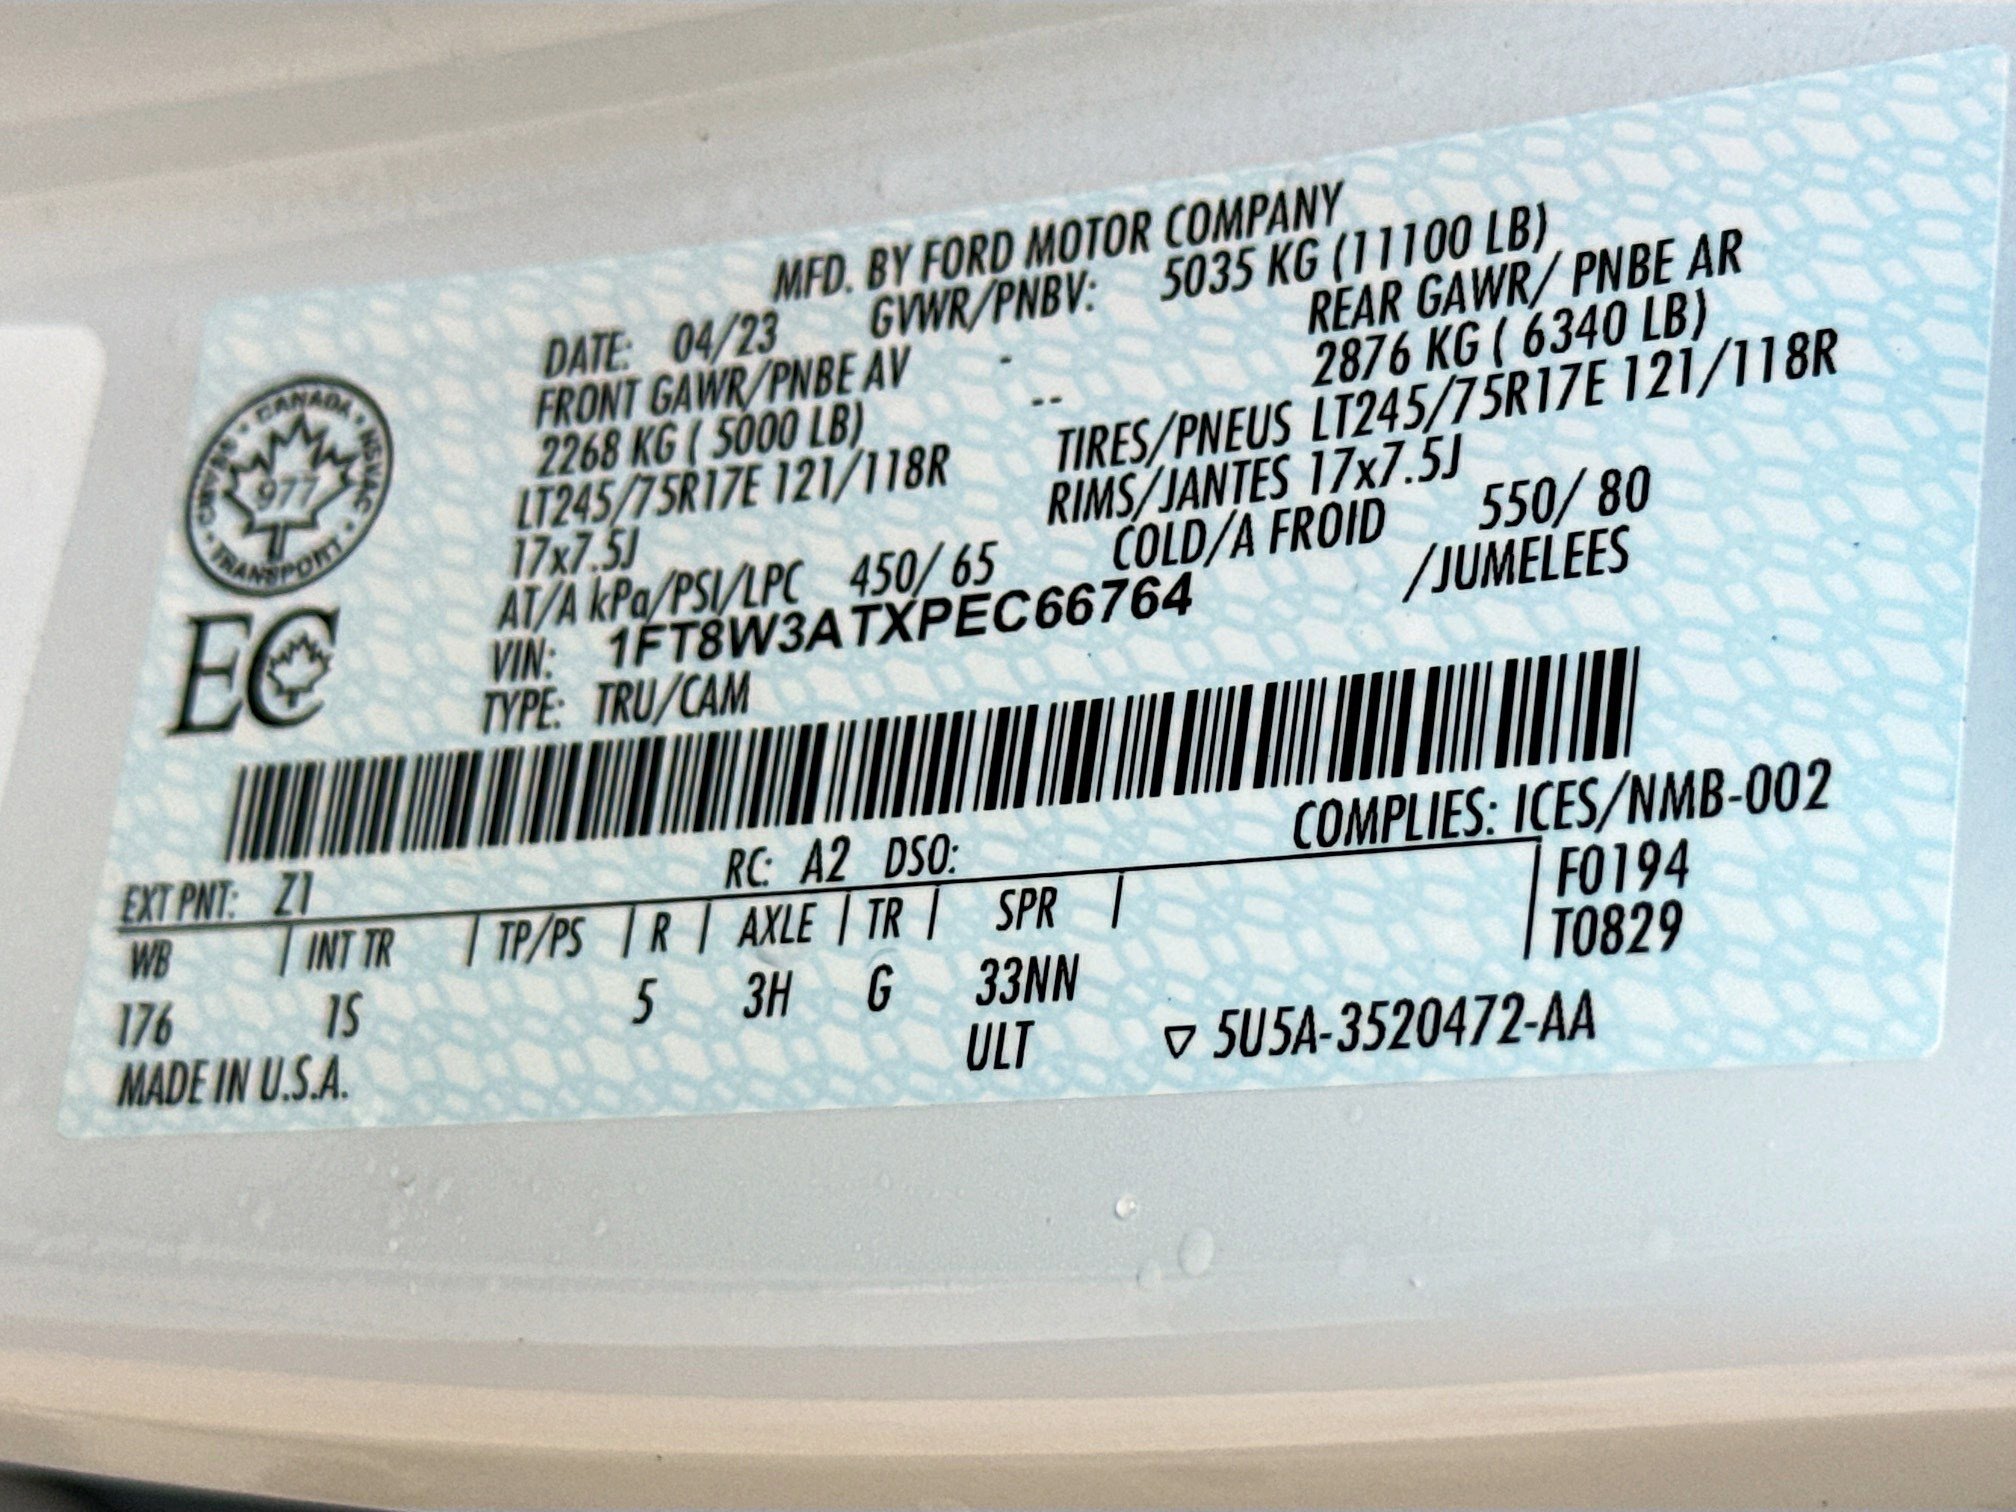 MFD. BY FORD MOTOR COMPANY
DATE: 04/23 GVWR/PNBV: 5035 KG (11100 LB)
FRONT GAWR/PNBE AV - REAR GAWR/ PNBE AR
2268 KG ( 5000 LB) -- 2876 KG ( 6340 LB)
LT245/75R17E 121/118R TIRES/PNEUS LT245/75R17E 121/118R
17x7.5J RIMS/JANTES 17x7.5J
AT/A kPa/PSI/LPC 450/ 65 COLD/A FROID 550/ 80
VIN: 1FT8W3ATXPEC66764 /JUMELEES
TYPE: TRU/CAM
CANADA
NSVAC
TRANSPORT
CMVSS
977
EC
COMPLIES: ICES/NMB-002
EXT PNT: Z1 RC: A2 DSO: F0194
WB | INT TR | TP/PS | R | AXLE | TR | SPR | T0829
176 1S 5 3H G 33NN
MADE IN U.S.A. ULT ▽ 5U5A-3520472-AA